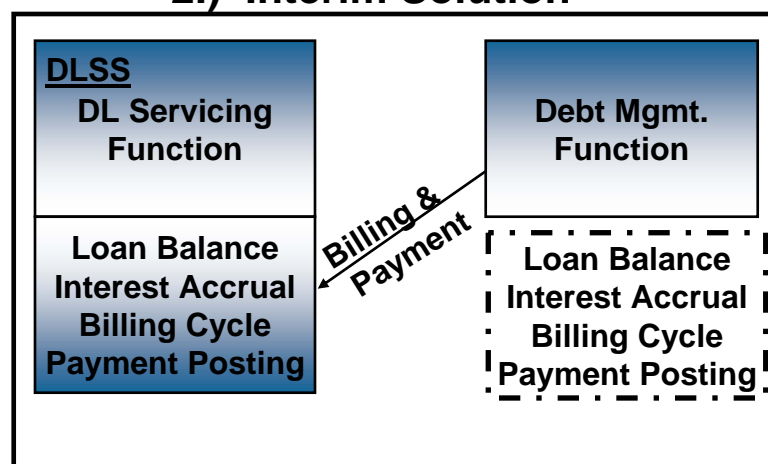 2.) Interim Solution
DLSS
DL Servicing
Function
Debt Mgmt.
Function
Billing &
Payment
Loan Balance
Interest Accrual
Billing Cycle
Payment Posting
Loan Balance
Interest Accrual
Billing Cycle
Payment Posting